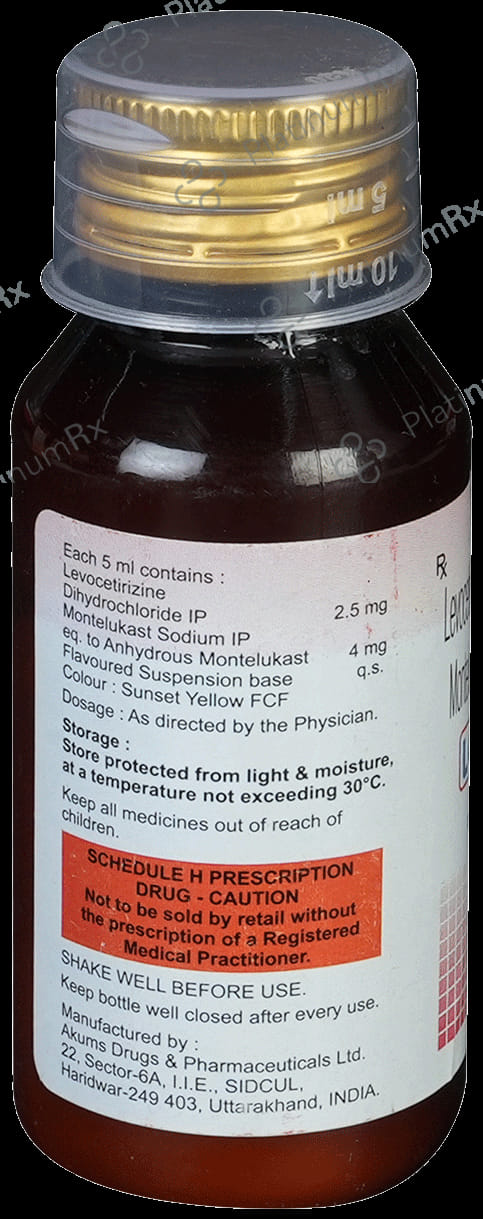 5 ml
10 ml↑
Each 5 ml contains :
Levocetirizine
Dihydrochloride IP 2.5 mg
Montelukast Sodium IP
eq. to Anhydrous Montelukast 4 mg
Flavoured Suspension base q.s.
Colour : Sunset Yellow FCF
Dosage : As directed by the Physician.
Storage :
Store protected from light & moisture,
at a temperature not exceeding 30°C.
Keep all medicines out of reach of
children.
SCHEDULE H PRESCRIPTION
DRUG - CAUTION
Not to be sold by retail without
the prescription of a Registered
Medical Practitioner.
SHAKE WELL BEFORE USE.
Keep bottle well closed after every use.
Manufactured by :
Akums Drugs & Pharmaceuticals Ltd.
22, Sector-6A, I.I.E., SIDCUL,
Haridwar-249 403, Uttarakhand, INDIA.
Rx
PlatinumRx